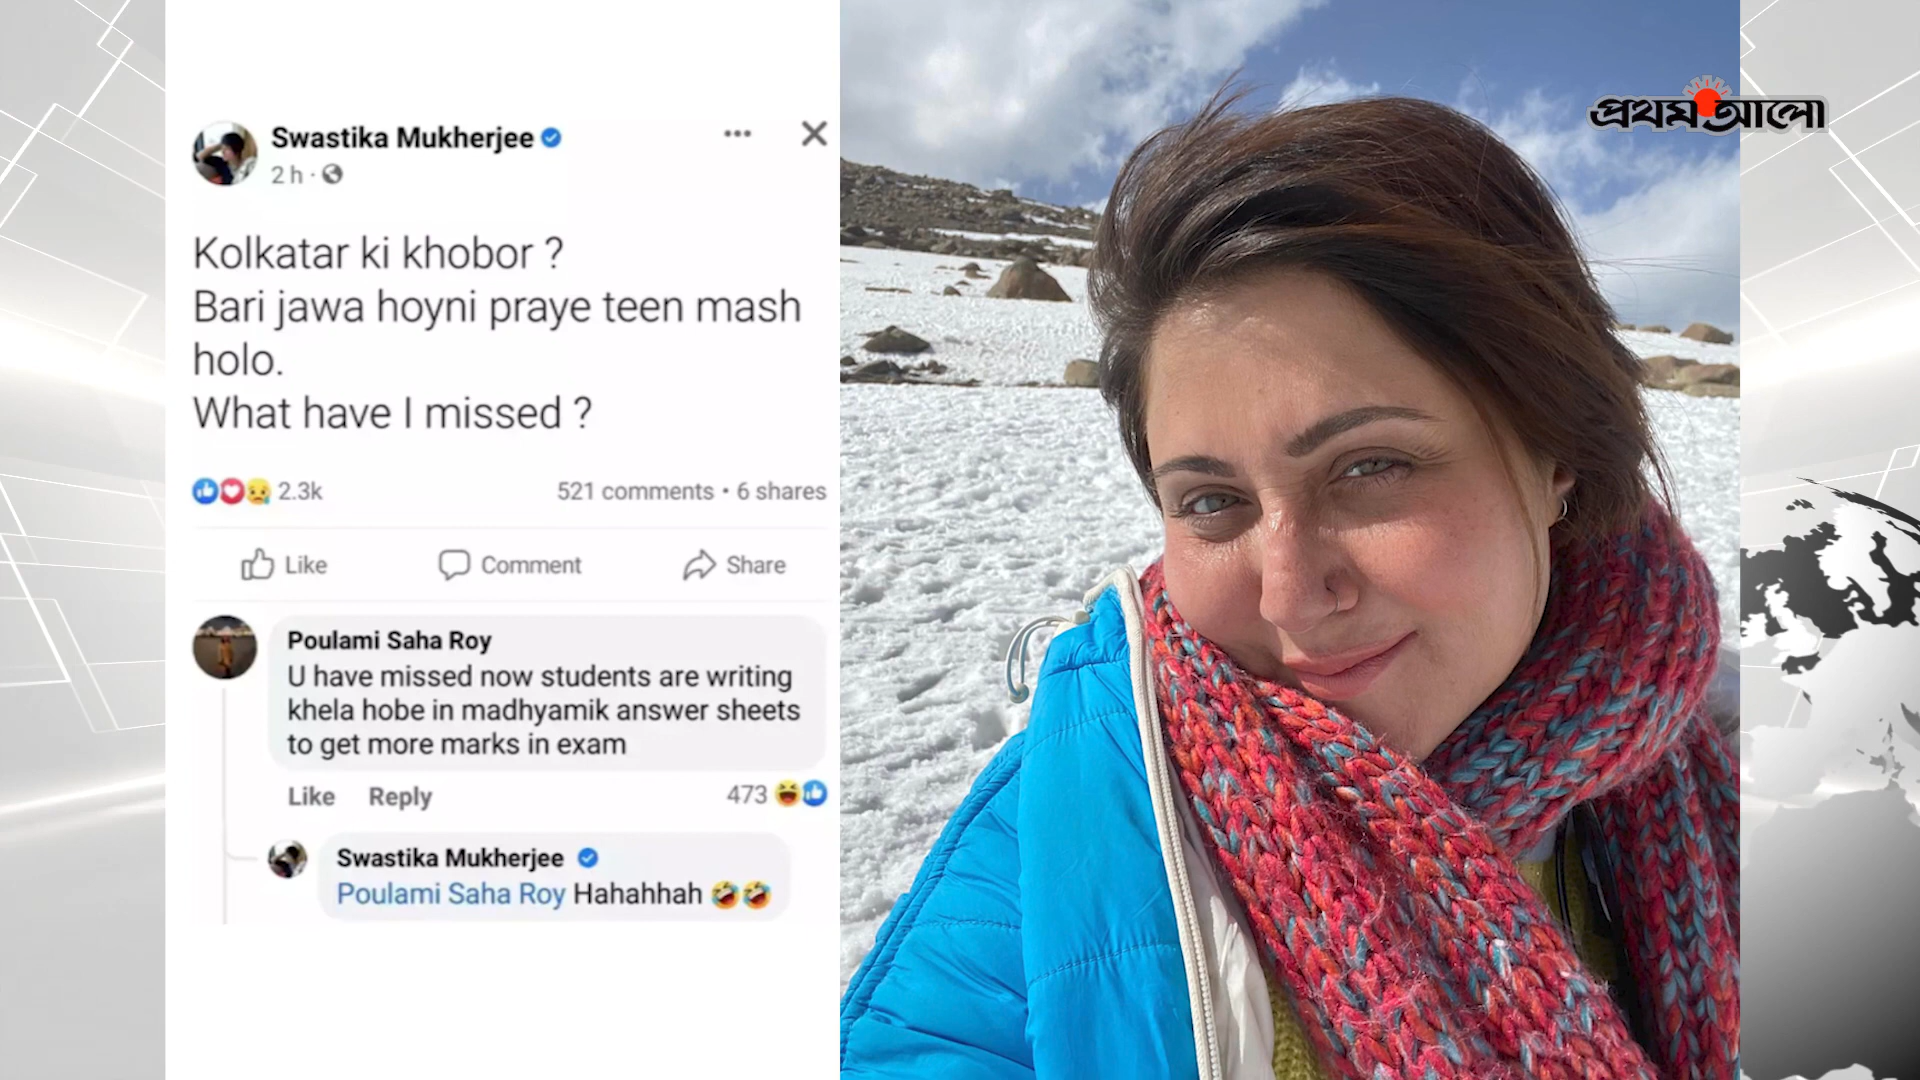 Swastika Mukherjee
2 h
Kolkatar ki khobor ?
Bari jawa hoyni praye teen mash
holo.
What have I missed ?
2.3k
521 comments • 6 shares
Like
Comment
Share
Poulami Saha Roy
U have missed now students are writing
khela hobe in madhyamik answer sheets
to get more marks in exam
Like Reply
473
Swastika Mukherjee
Poulami Saha Roy Hahahhah 🤣🤣
প্রথম আলো